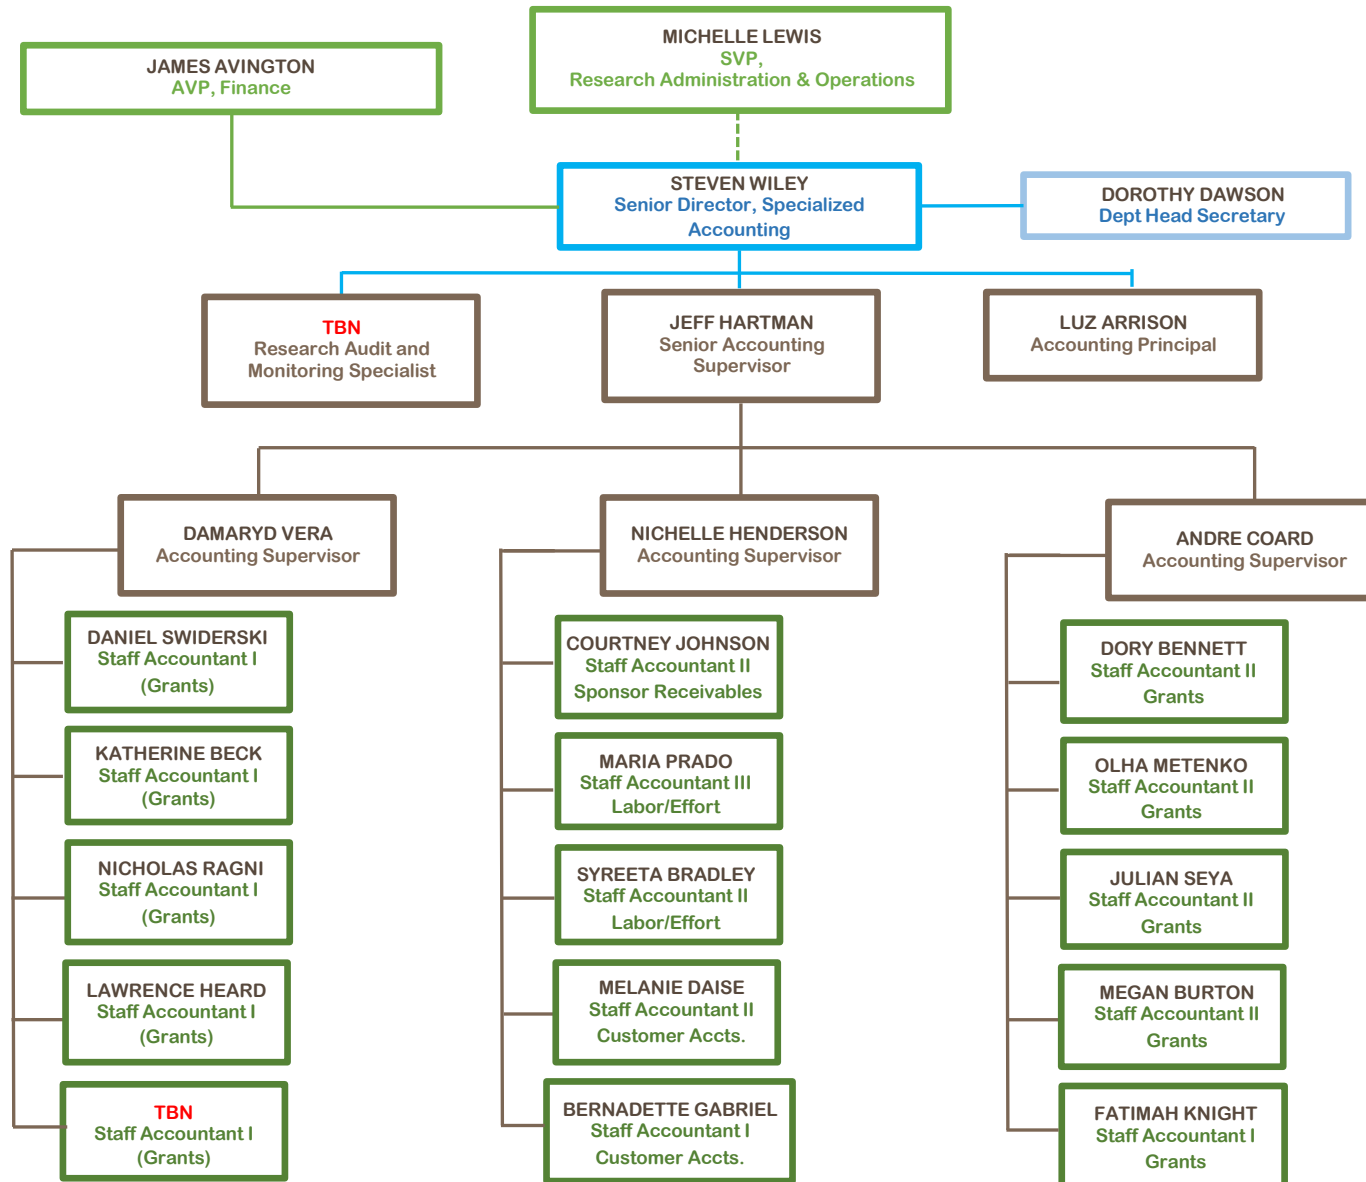 JAMES AVINGTON
AVP, Finance
MICHELLE LEWIS
SVP,
Research Administration & Operations
STEVEN WILEY
Senior Director, Specialized
Accounting
DOROTHY DAWSON
Dept Head Secretary
TBN
Research Audit and
Monitoring Specialist
JEFF HARTMAN
Senior Accounting
Supervisor
LUZ ARRISON
Accounting Principal
DAMARYD VERA
Accounting Supervisor
NICHELLE HENDERSON
Accounting Supervisor
ANDRE COARD
Accounting Supervisor
DANIEL SWIDERSKI
Staff Accountant I
(Grants)
KATHERINE BECK
Staff Accountant I
(Grants)
NICHOLAS RAGNI
Staff Accountant I
(Grants)
LAWRENCE HEARD
Staff Accountant I
(Grants)
TBN
Staff Accountant I
(Grants)
COURTNEY JOHNSON
Staff Accountant II
Sponsor Receivables
MARIA PRADO
Staff Accountant III
Labor/Effort
SYREETA BRADLEY
Staff Accountant II
Labor/Effort
MELANIE DAISE
Staff Accountant II
Customer Accts.
BERNADETTE GABRIEL
Staff Accountant I
Customer Accts.
DORY BENNETT
Staff Accountant II
Grants
OLHA METENKO
Staff Accountant II
Grants
JULIAN SEYA
Staff Accountant II
Grants
MEGAN BURTON
Staff Accountant II
Grants
FATIMAH KNIGHT
Staff Accountant I
Grants